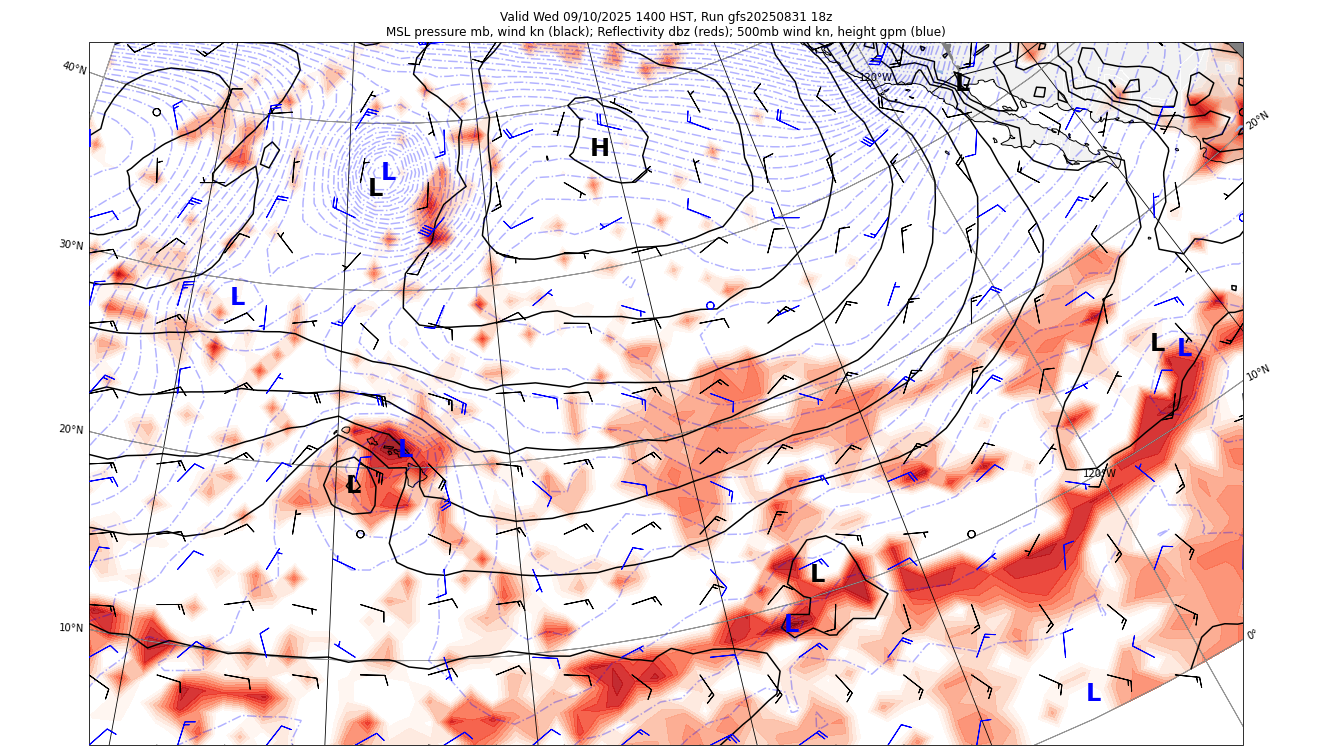 Valid Wed 09/10/2025 1400 HST, Run gfs20250831 18z
MSL pressure mb, wind kn (black); Reflectivity dbz (reds); 500mb wind kn, height gpm (blue)
40°N
120°W
L
20°N
H
L
L
30°N
L
L
L
10°N
20°N
L
120°W
L
L
10°N
L
0°
L